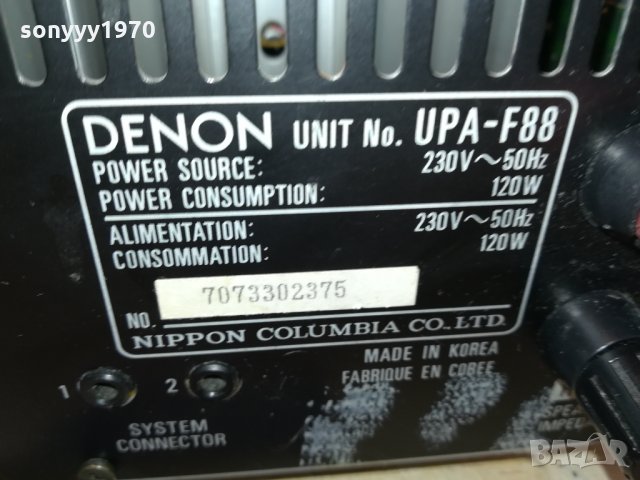 sonyyy1970
DENON UNIT No. UPA-F88
POWER SOURCE: 230V～50Hz
POWER CONSUMPTION: 120W
ALIMENTATION: 230V～50Hz
CONSOMMATION: 120W
NO. 7073302375
NIPPON COLUMBIA CO.,LTD.
MADE IN KOREA
FABRIQUE EN COREE
1 2
SYSTEM
CONNECTOR
BAZAR